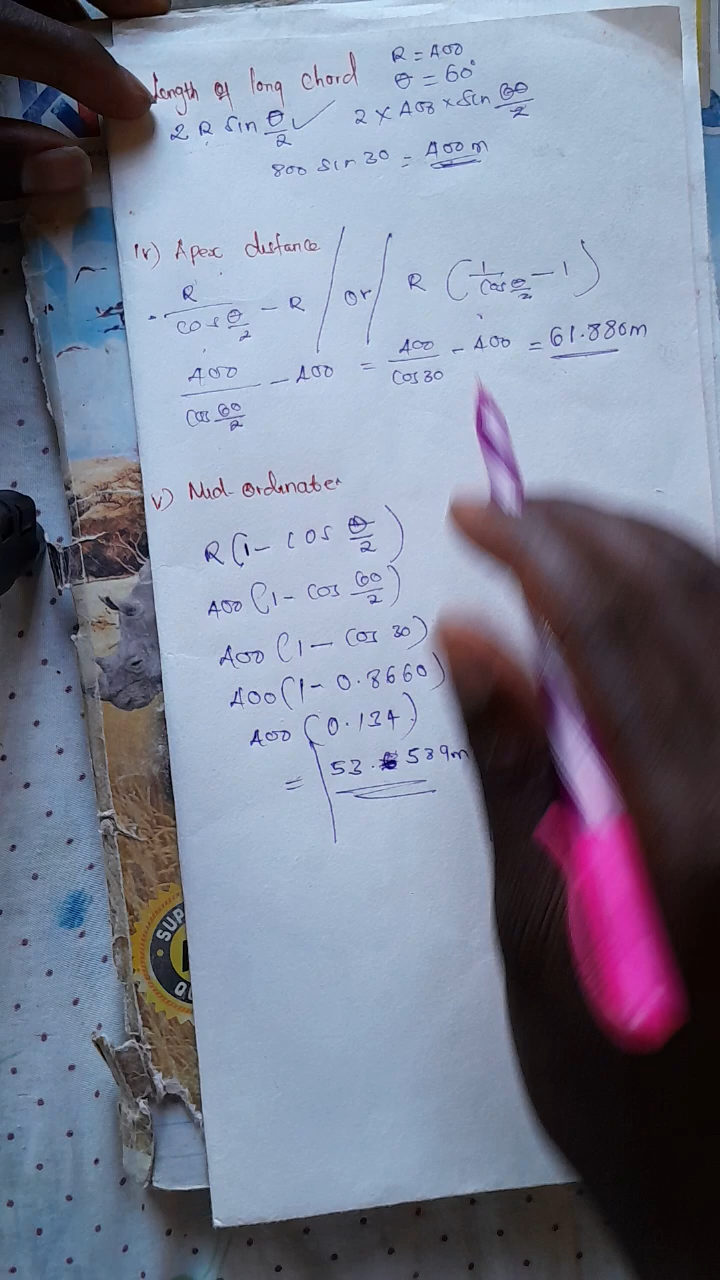 Length of long chord R = 400
θ = 60°
2 R Sin θ/2 ✓ 2 × 400 × Sin 60/2
800 sin 30 = 400 m
iv) Apex distance
R/cos θ/2 - R / or / R (1/cos θ/2 - 1)
400/cos 60/2 - 400 = 400/cos 30 - 400 = 61.880m
v) Mid-Ordinate
R(1- cos θ/2)
400 (1- cos 60/2)
400 (1 - cos 30)
400 (1 - 0.8660)
400 (0.134)
= 53.589m
SUP